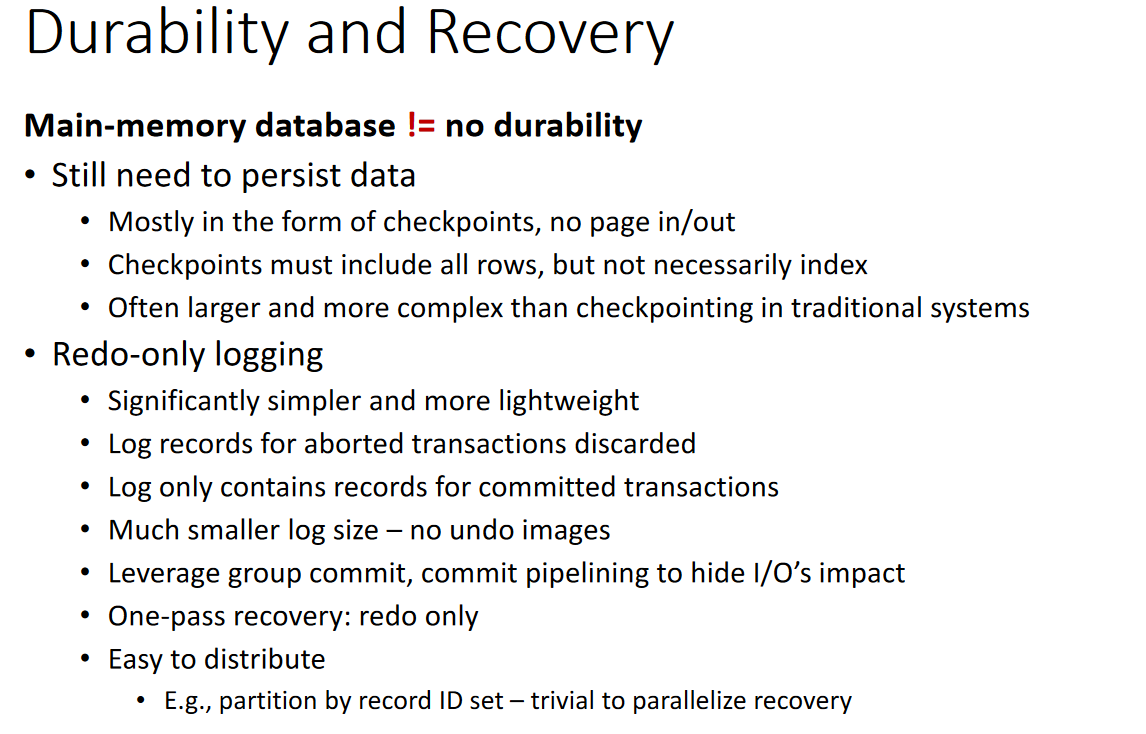 Durability and Recovery
Main-memory database != no durability
• Still need to persist data
• Mostly in the form of checkpoints, no page in/out
• Checkpoints must include all rows, but not necessarily index
• Often larger and more complex than checkpointing in traditional systems
• Redo-only logging
• Significantly simpler and more lightweight
• Log records for aborted transactions discarded
• Log only contains records for committed transactions
• Much smaller log size – no undo images
• Leverage group commit, commit pipelining to hide I/O’s impact
• One-pass recovery: redo only
• Easy to distribute
• E.g., partition by record ID set – trivial to parallelize recovery